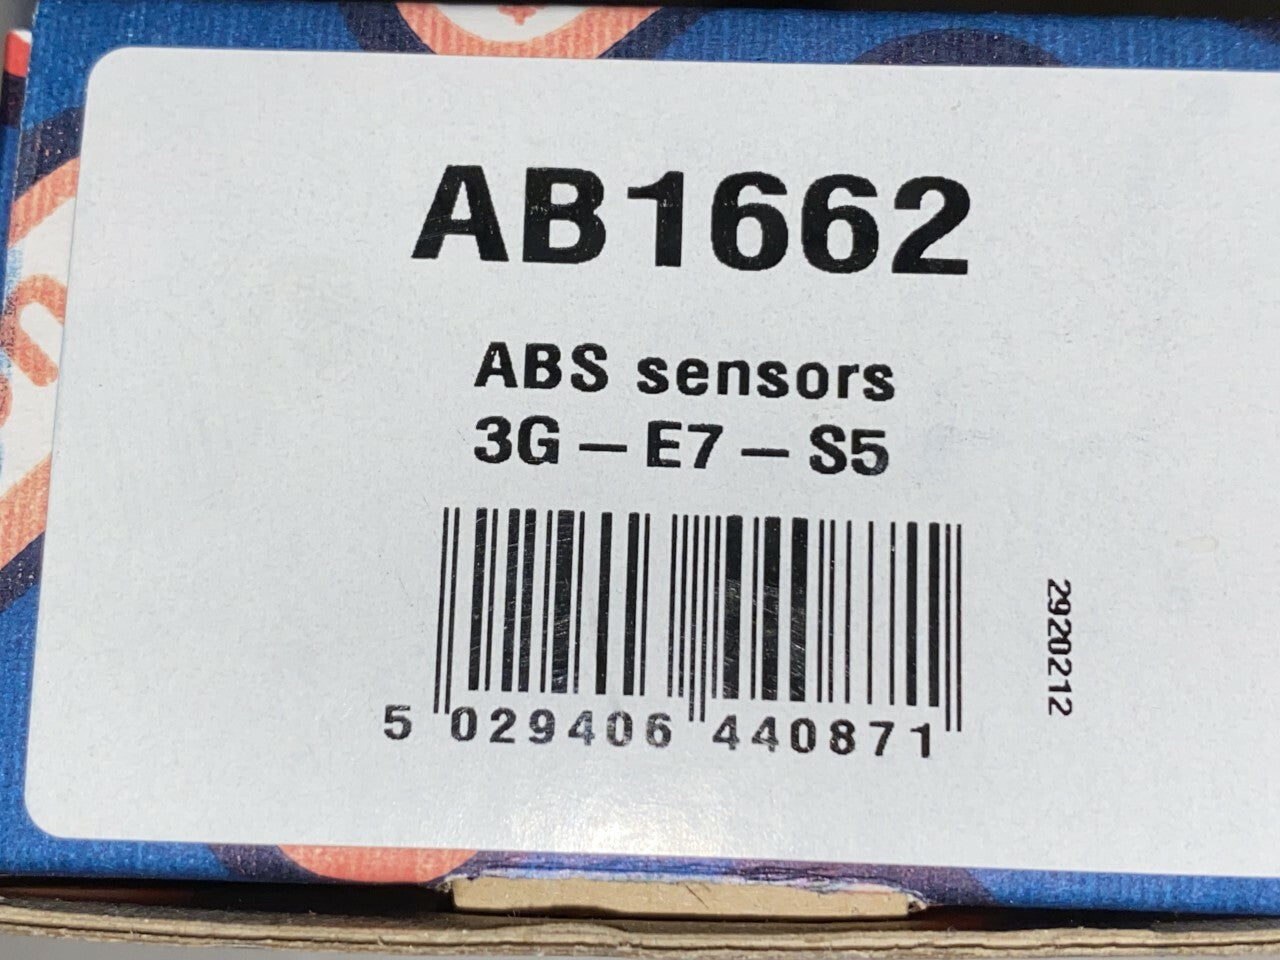 AB1662
ABS sensors
3G – E7 – S5
5 029406 440871
2920212